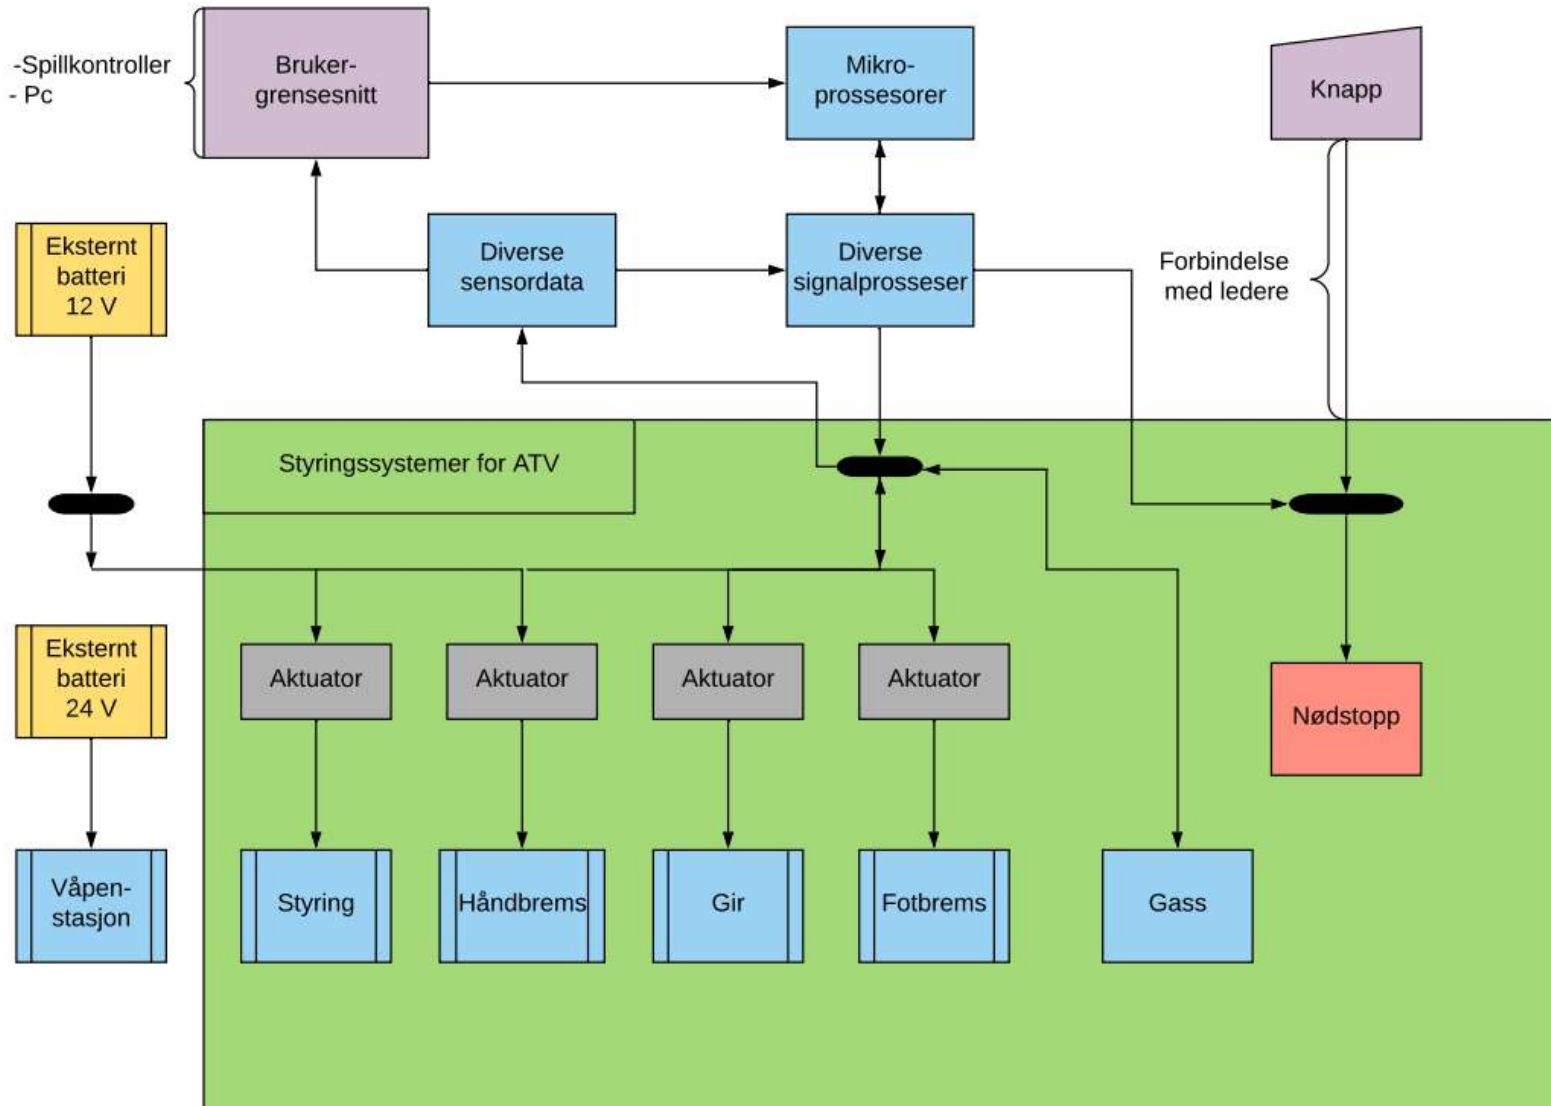 -Spillkontroller
- Pc
Bruker-
grensesnitt
Mikro-
prossesorer
Knapp
Eksternt
batteri
12 V
Diverse
sensordata
Diverse
signalprosseser
Forbindelse
med ledere
Styringssystemer for ATV
Eksternt
batteri
24 V
Aktuator
Aktuator
Aktuator
Aktuator
Nødstopp
Våpen-
stasjon
Styring
Håndbrems
Gir
Fotbrems
Gass